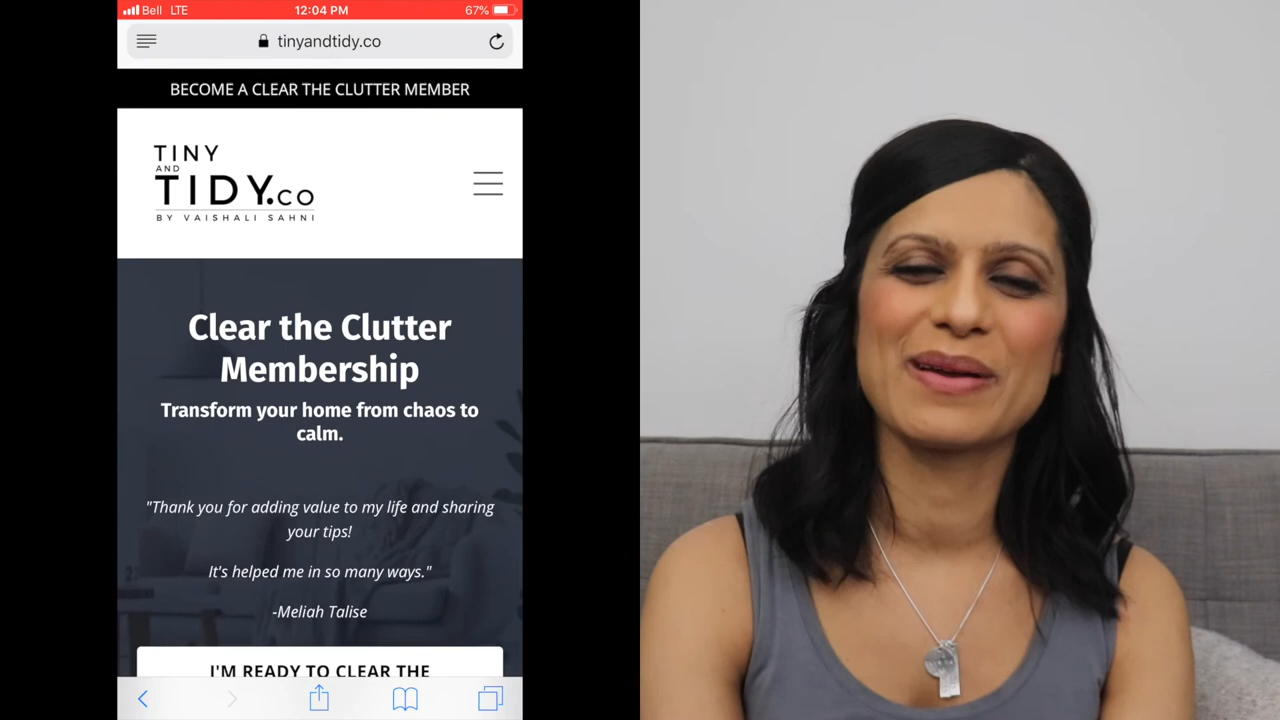 Bell LTE 12:04 PM 67%
tinyandtidy.co
BECOME A CLEAR THE CLUTTER MEMBER
TINY
AND
TIDY.CO
BY VAISHALI SAHNI
Clear the Clutter
Membership
Transform your home from chaos to
calm.
"Thank you for adding value to my life and sharing
your tips!
It's helped me in so many ways."
-Meliah Talise
I'M READY TO CLEAR THE